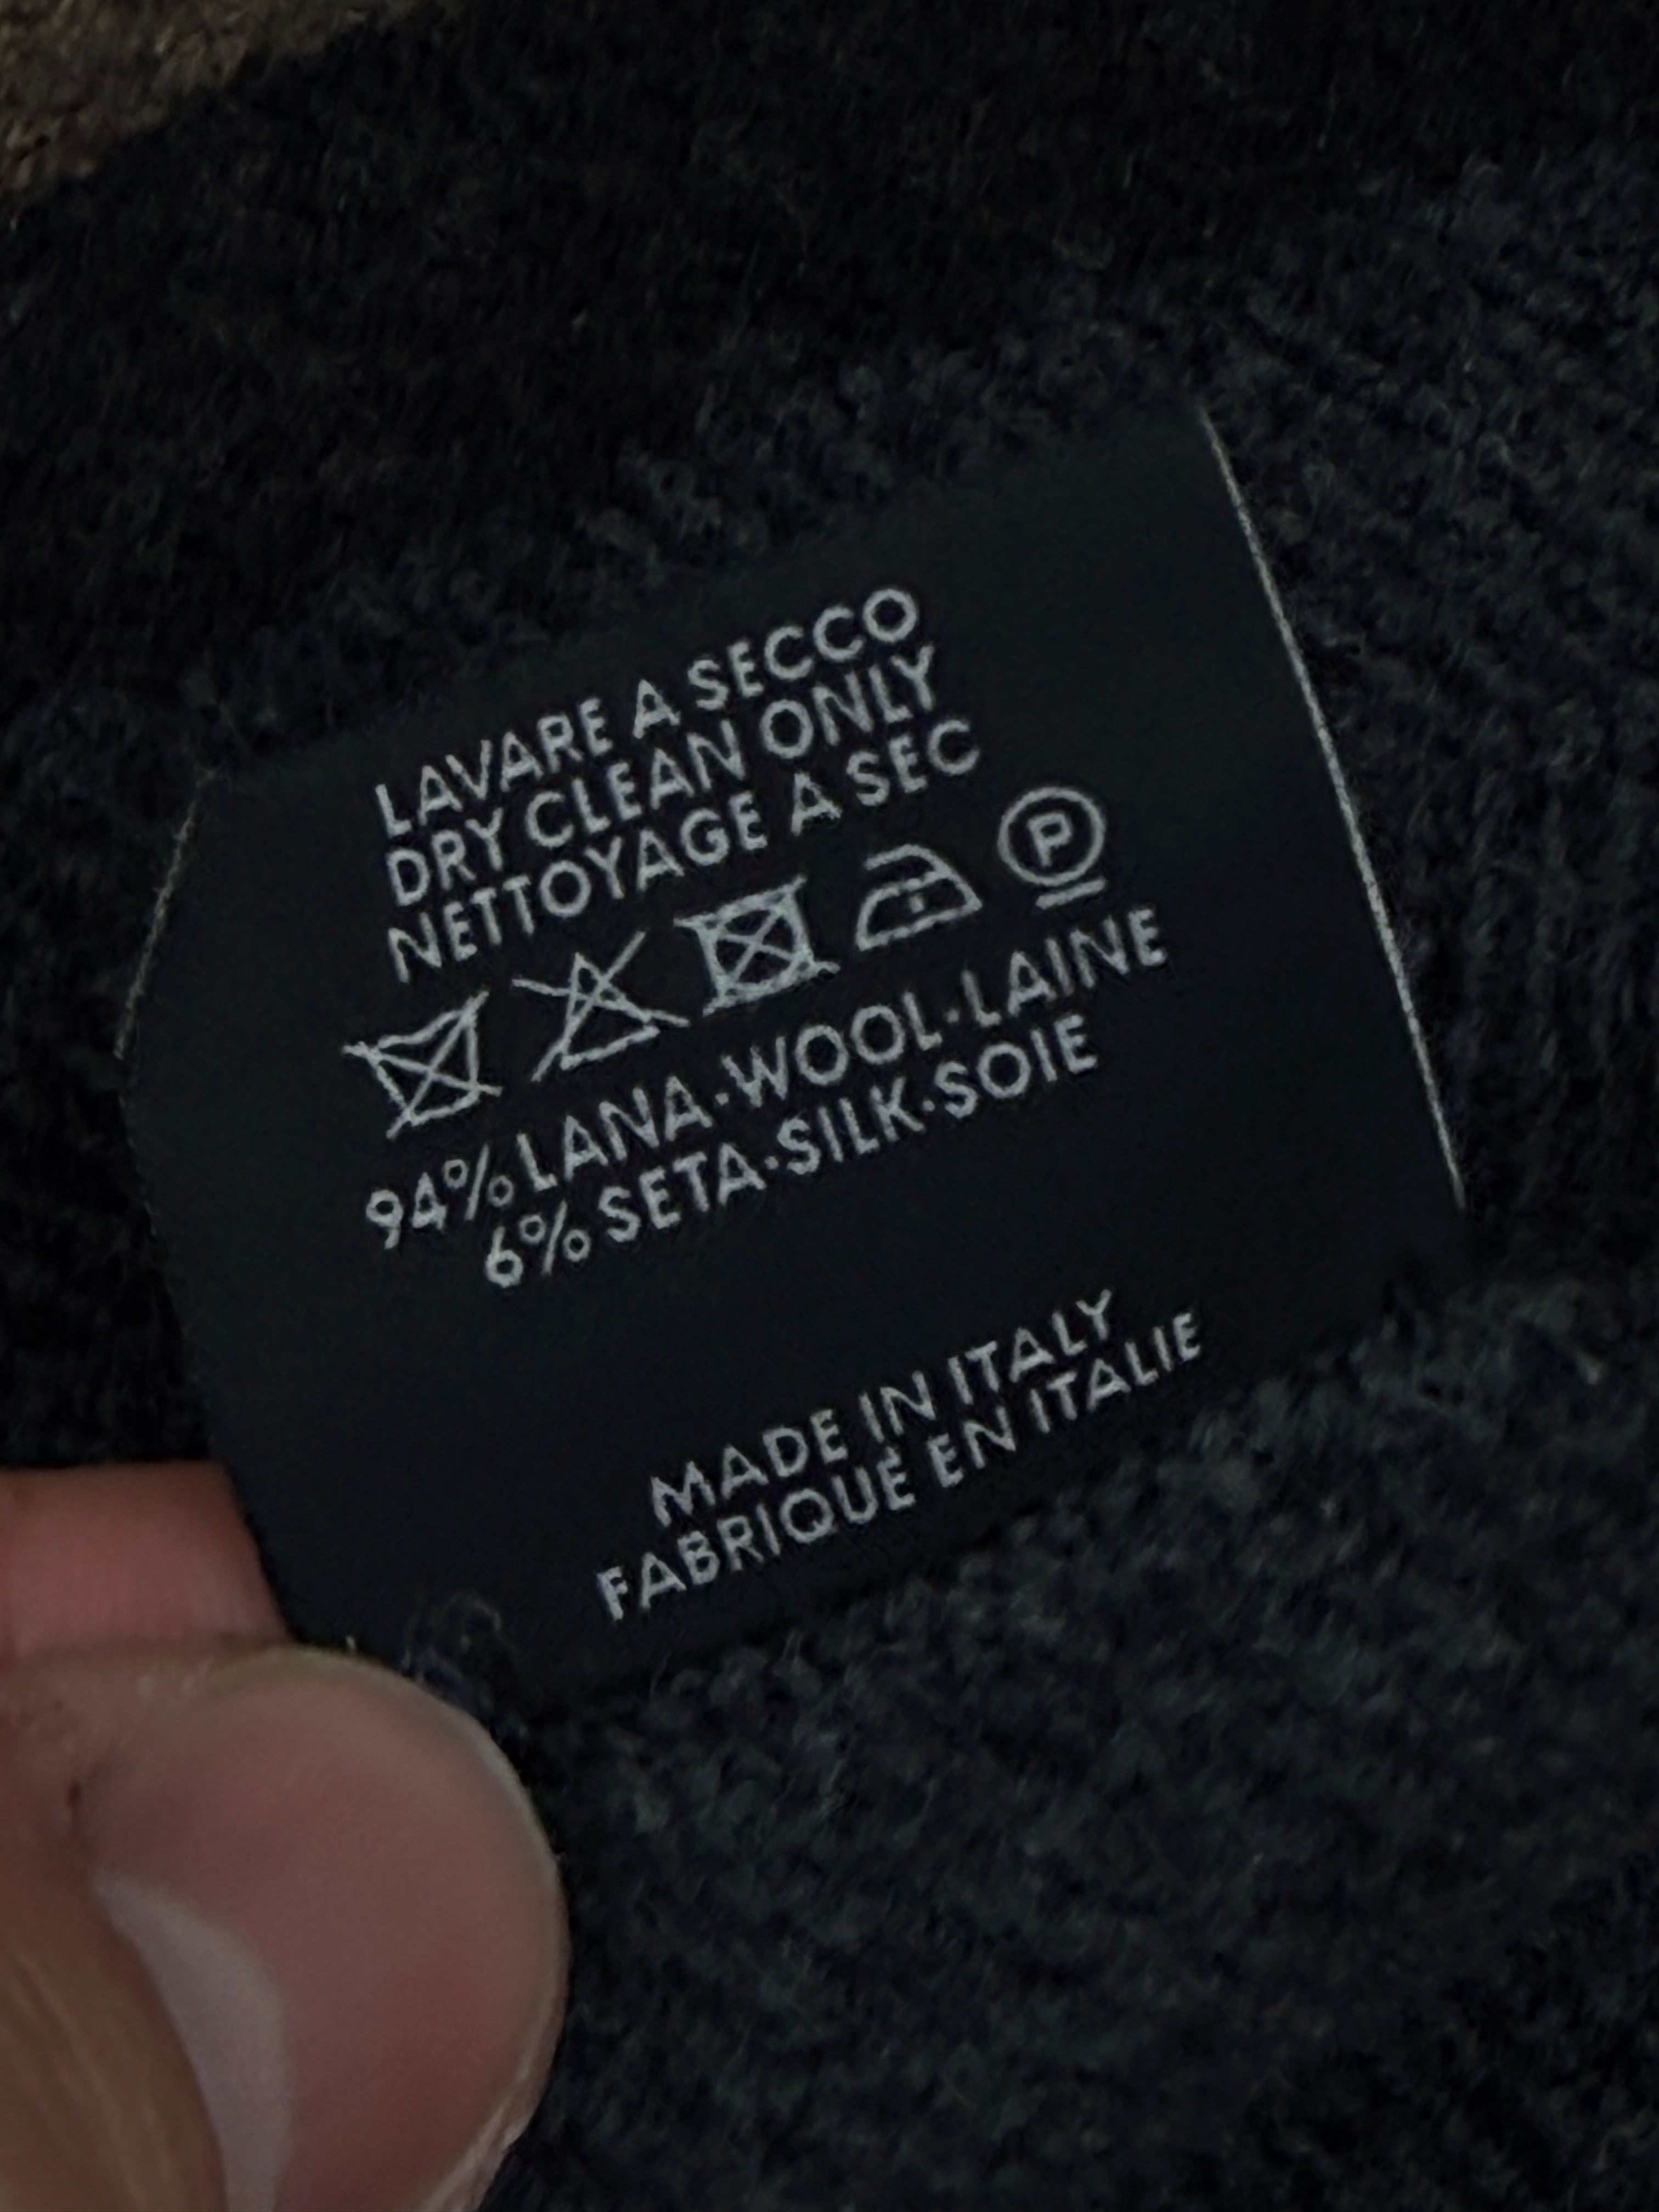 LAVARE A SECCO
DRY CLEAN ONLY
NETTOYAGE A SEC
P
94% LANA·WOOL·LAINE
6% SETA·SILK·SOIE
MADE IN ITALY
FABRIQUÉ EN ITALIE